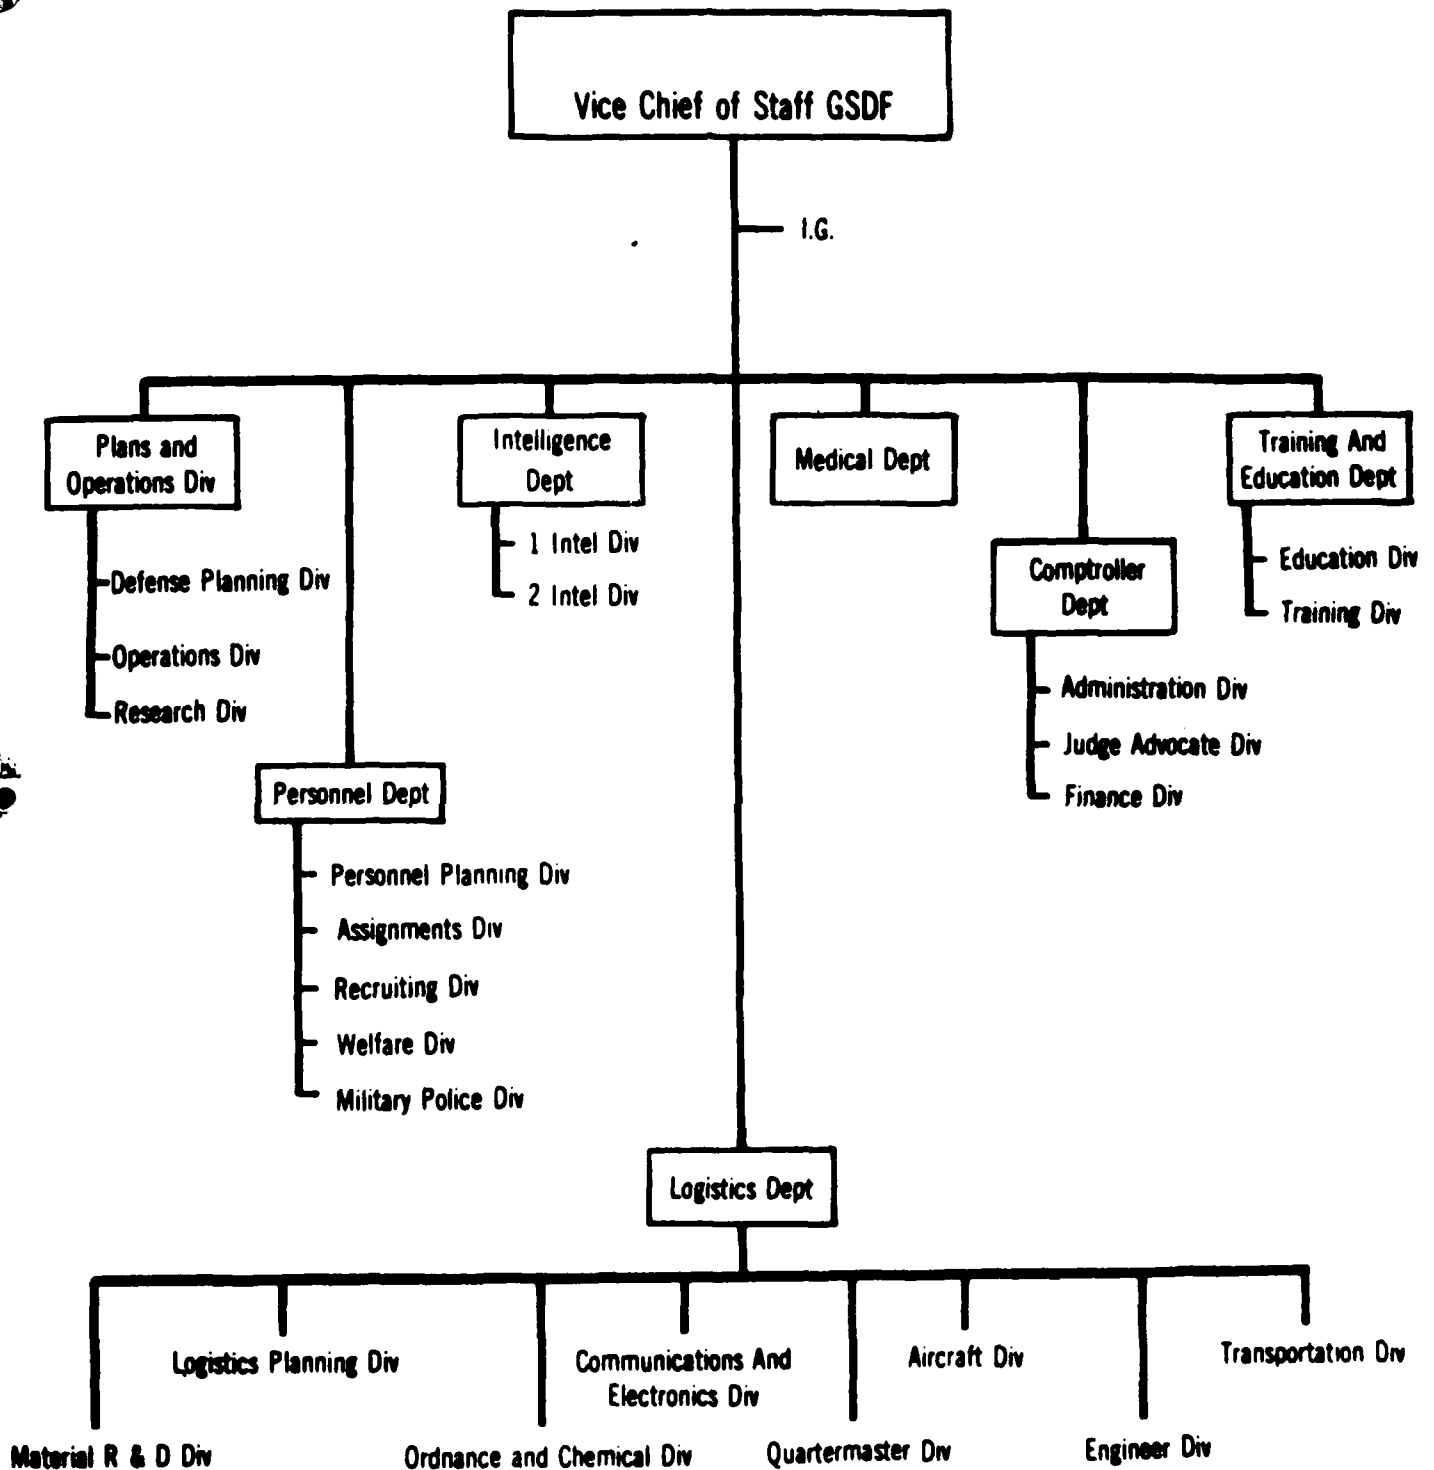 Vice Chief of Staff GSDF
I.G.
Plans and
Operations Div
Defense Planning Div
Operations Div
Research Div
Personnel Dept
Personnel Planning Div
Assignments Div
Recruiting Div
Welfare Div
Military Police Div
Intelligence
Dept
1 Intel Div
2 Intel Div
Medical Dept
Comptroller
Dept
Administration Div
Judge Advocate Div
Finance Div
Training And
Education Dept
Education Div
Training Div
Logistics Dept
Material R & D Div
Logistics Planning Div
Ordnance and Chemical Div
Communications And
Electronics Div
Quartermaster Div
Aircraft Div
Engineer Div
Transportation Div